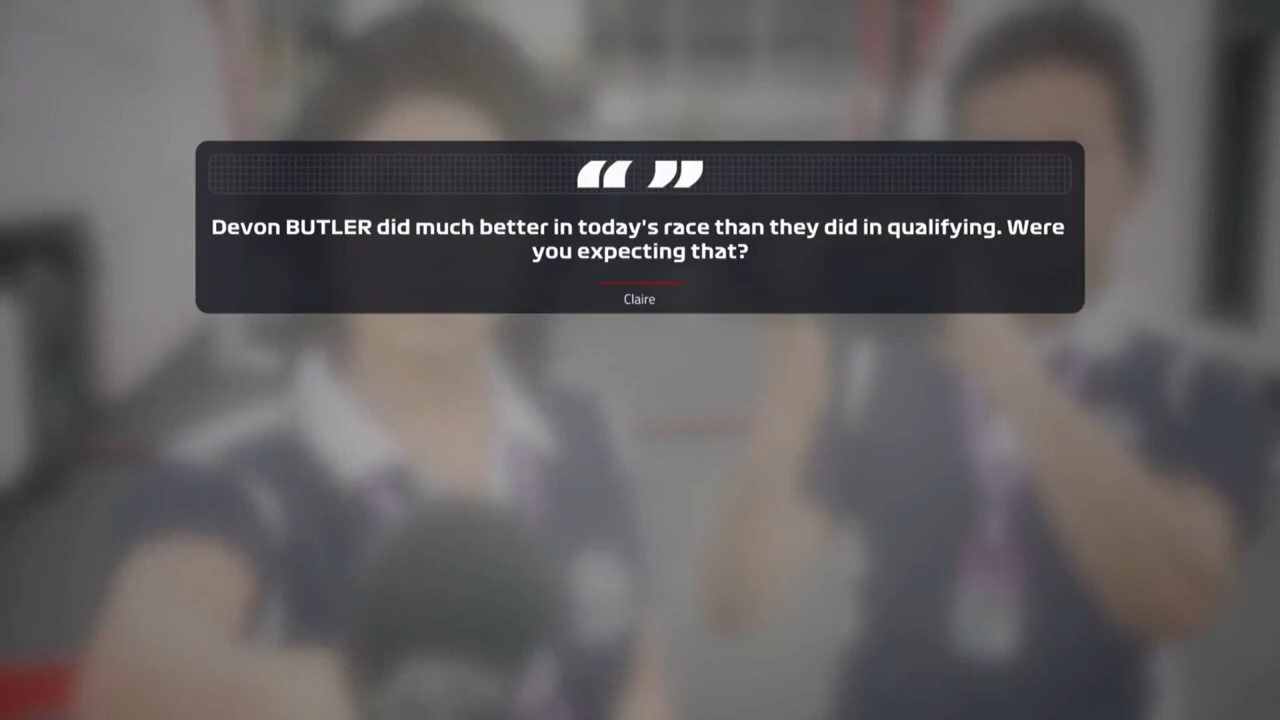 Devon BUTLER did much better in today's race than they did in qualifying. Were
you expecting that?
Claire